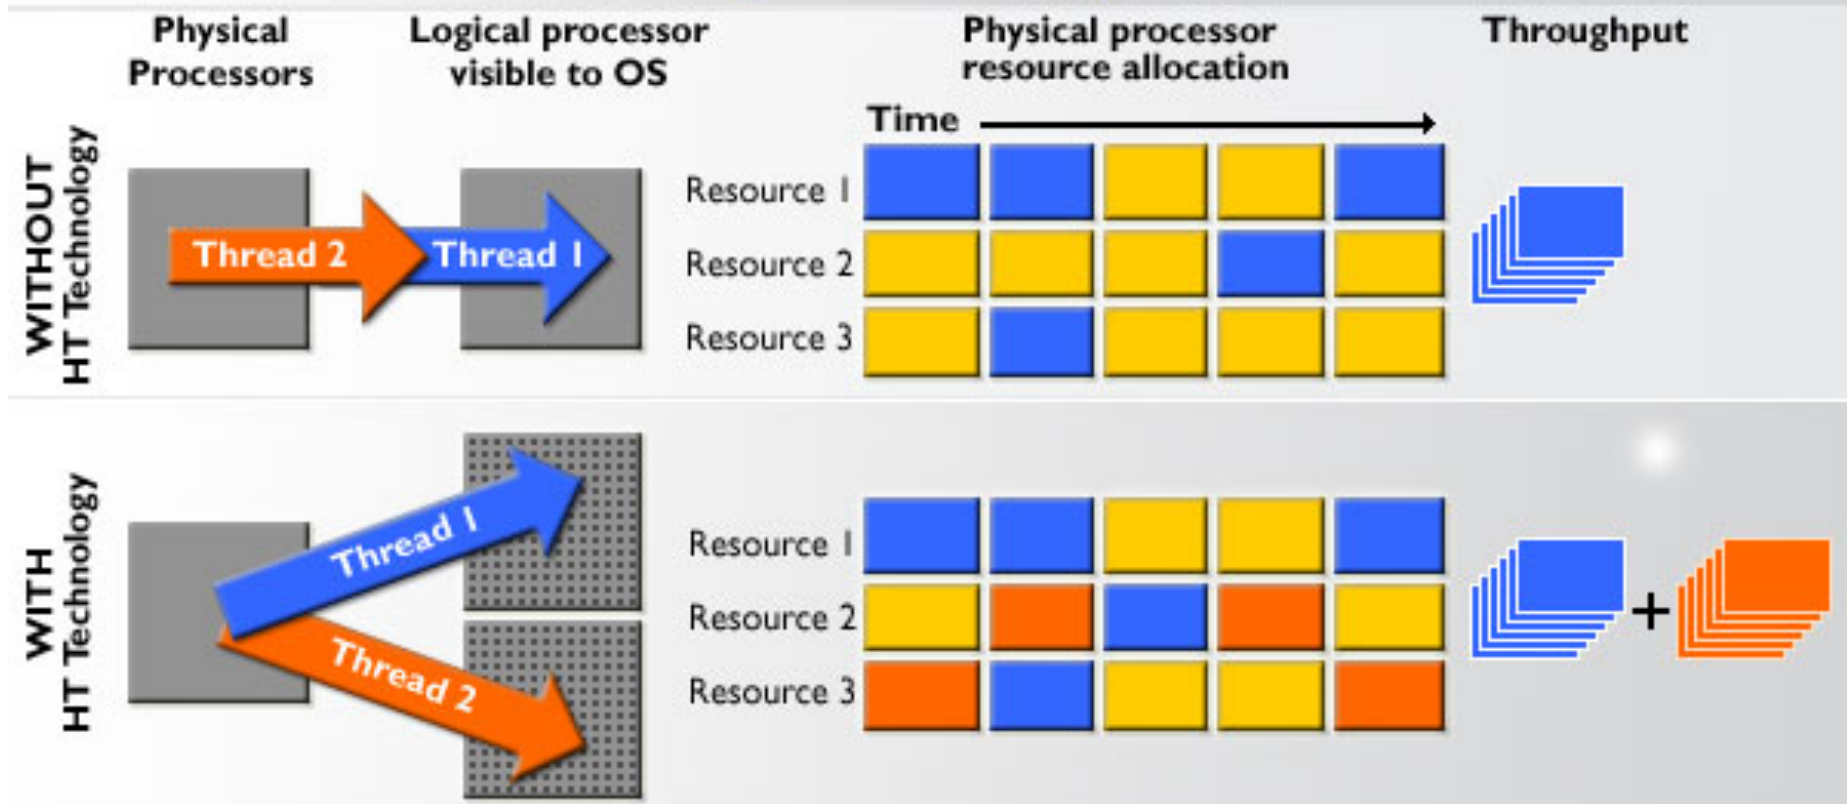 Physical
Processors
Logical processor
visible to OS
Physical processor
resource allocation
Throughput
Time
WITHOUT
HT Technology
Thread 2
Thread 1
Resource 1
Resource 2
Resource 3
WITH
HT Technology
Thread 1
Thread 2
Resource 1
Resource 2
Resource 3
+